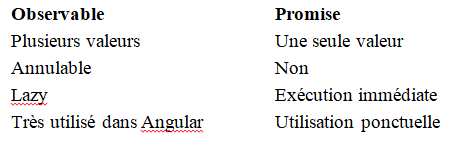 Observable Promise
Plusieurs valeurs Une seule valeur
Annulable Non
Lazy Exécution immédiate
Très utilisé dans Angular Utilisation ponctuelle